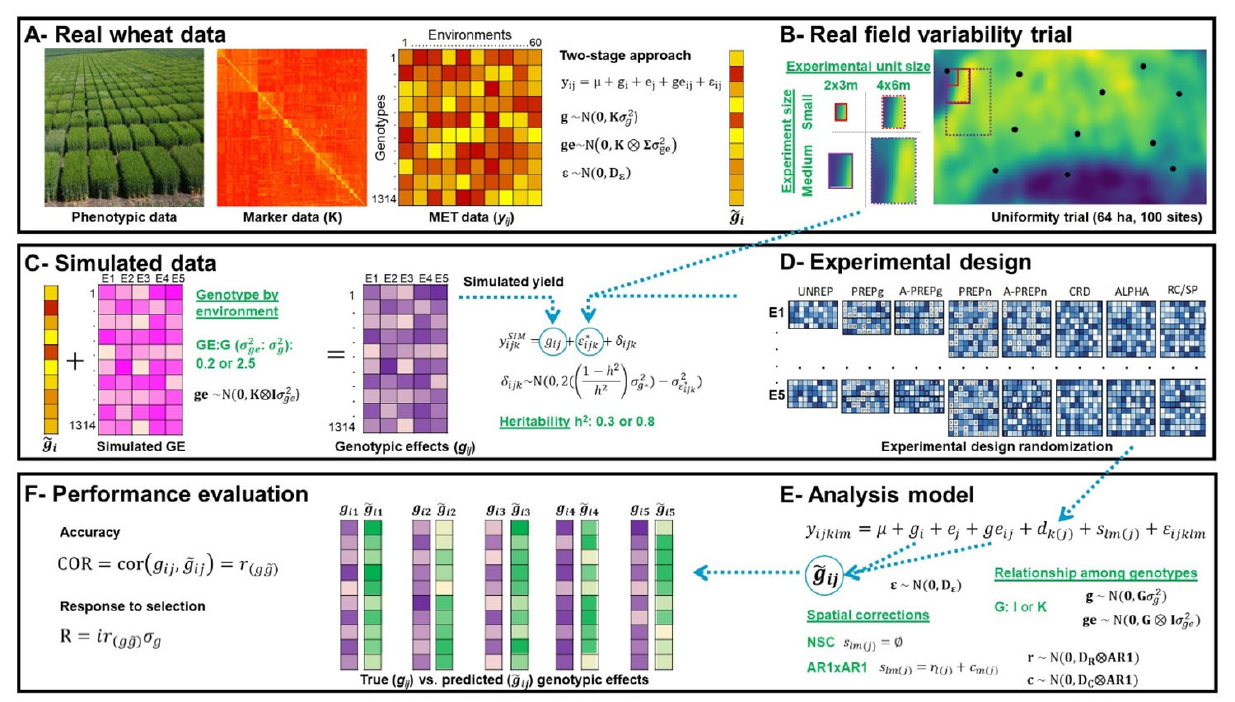 A- Real wheat data
Environments
1 60
Genotypes
1
1314
Phenotypic data
Marker data (K)
MET data (yij)
Two-stage approach
yij = μ + gi + ej + geij + εij
g ~N(0, Kσ²g)
ge~N(0, K ⊗ Σσ²ge)
ε ~N(0, Dε)
g̃i
B- Real field variability trial
Experimental unit size
2x3m 4x6m
Experiment size
Small
Medium
Uniformity trial (64 ha, 100 sites)
C- Simulated data
E1 E2 E3 E4 E5
1
1314
g̃i
+
Simulated GE
Genotype by
environment
GE:G (σ²ge: σ²g):
0.2 or 2.5
ge ~N(0,K⊗Iσ²ge)
=
E1 E2 E3 E4 E5
1
1314
Genotypic effects (gij)
Simulated yield
yijk^SIM = gij + εijk + δijk
δijk~N(0,2(((1 − h²)/h²)σ²g·) − σ²εijk)
Heritability h²: 0.3 or 0.8
D- Experimental design
UNREP PREPg A-PREPg PREPn A-PREPn CRD ALPHA RC/SP
E1
E5
Experimental design randomization
E- Analysis model
yijklm = μ + gi + ej + geij + dk(j) + slm(j) + εijklm
g̃ij
ε ~ N(0, Dε)
Relationship among genotypes
G: I or K
g ~ N(0, Gσ²g)
ge ~ N(0, G ⊗ Iσ²ge)
Spatial corrections
NSC slm(j) = ∅
AR1xAR1 slm(j) = rl(j) + cm(j)
r ~ N(0, DR⊗AR1)
c ~ N(0, DC⊗AR1)
F- Performance evaluation
Accuracy
COR = cor(gij, g̃ij) = r(gg̃)
Response to selection
R = ir(gg̃)σg
gi1 g̃i1 gi2 g̃i2 gi3 g̃i3 gi4 g̃i4 gi5 g̃i5
True (gij) vs. predicted (g̃ij) genotypic effects